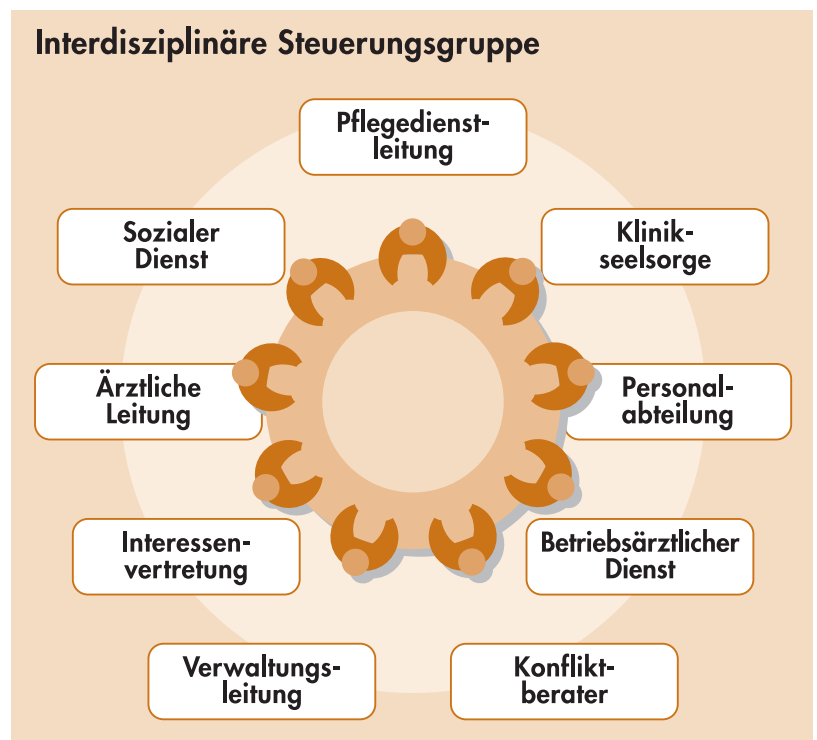 Interdisziplinäre Steuerungsgruppe
Pflegedienst-
leitung
Sozialer
Dienst
Klinik-
seelsorge
Ärztliche
Leitung
Personal-
abteilung
Interessen-
vertretung
Betriebsärztlicher
Dienst
Verwaltungs-
leitung
Konflikt-
berater